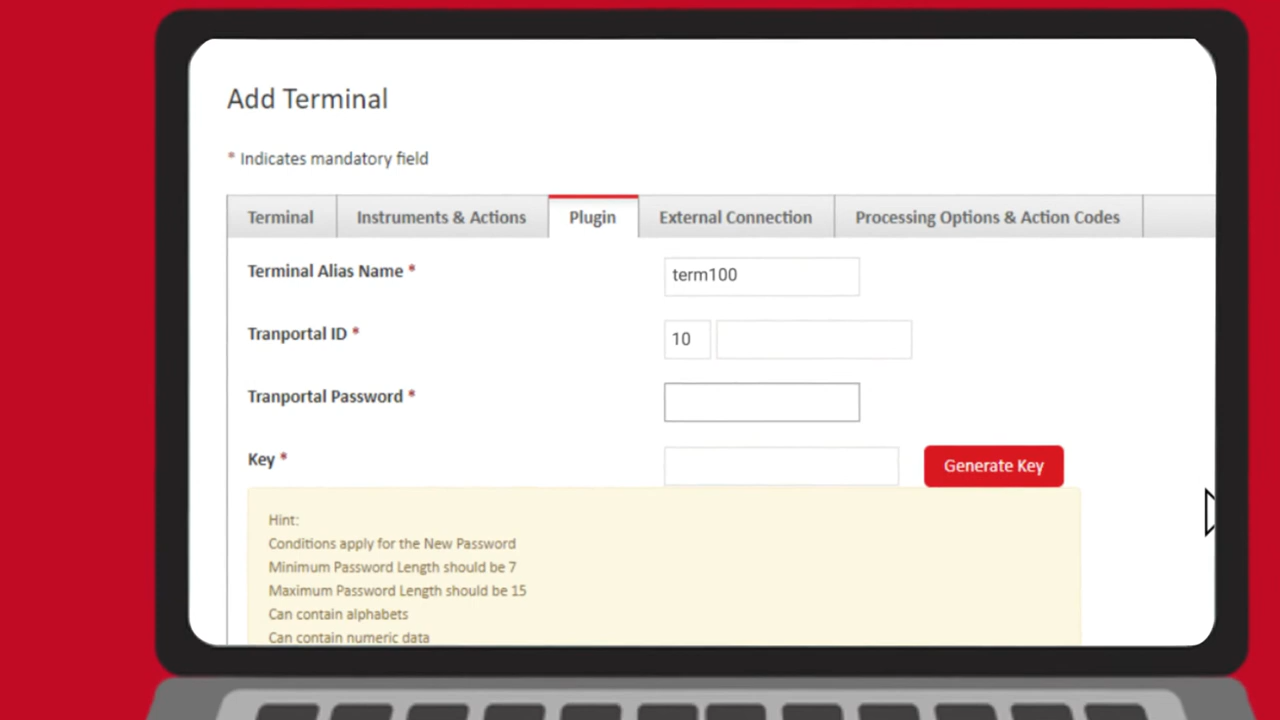 Add Terminal
* Indicates mandatory field
Terminal
Instruments & Actions
Plugin
External Connection
Processing Options & Action Codes
Terminal Alias Name *
term100
Tranportal ID *
10
Tranportal Password *
Key *
Generate Key
Hint:
Conditions apply for the New Password
Minimum Password Length should be 7
Maximum Password Length should be 15
Can contain alphabets
Can contain numeric data